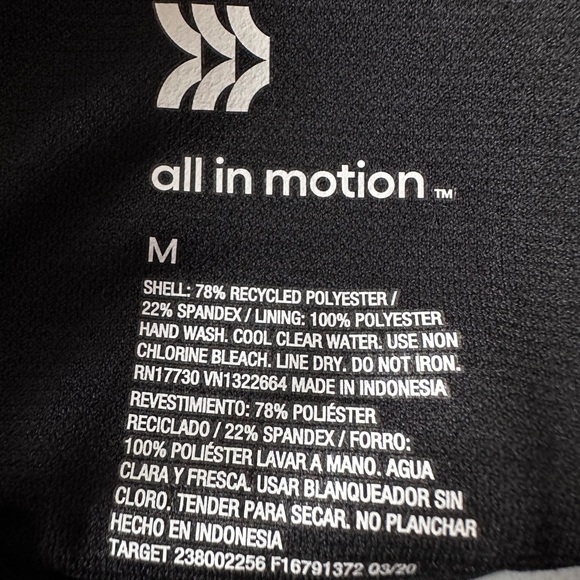 all in motion ™
M
SHELL: 78% RECYCLED POLYESTER /
22% SPANDEX / LINING: 100% POLYESTER
HAND WASH. COOL CLEAR WATER. USE NON
CHLORINE BLEACH. LINE DRY. DO NOT IRON.
RN17730 VN1322664 MADE IN INDONESIA
REVESTIMIENTO: 78% POLIÉSTER
RECICLADO / 22% SPANDEX / FORRO:
100% POLIÉSTER LAVAR A MANO. AGUA
CLARA Y FRESCA. USAR BLANQUEADOR SIN
CLORO. TENDER PARA SECAR. NO PLANCHAR
HECHO EN INDONESIA
TARGET 238002256 F16791372 Q3/20